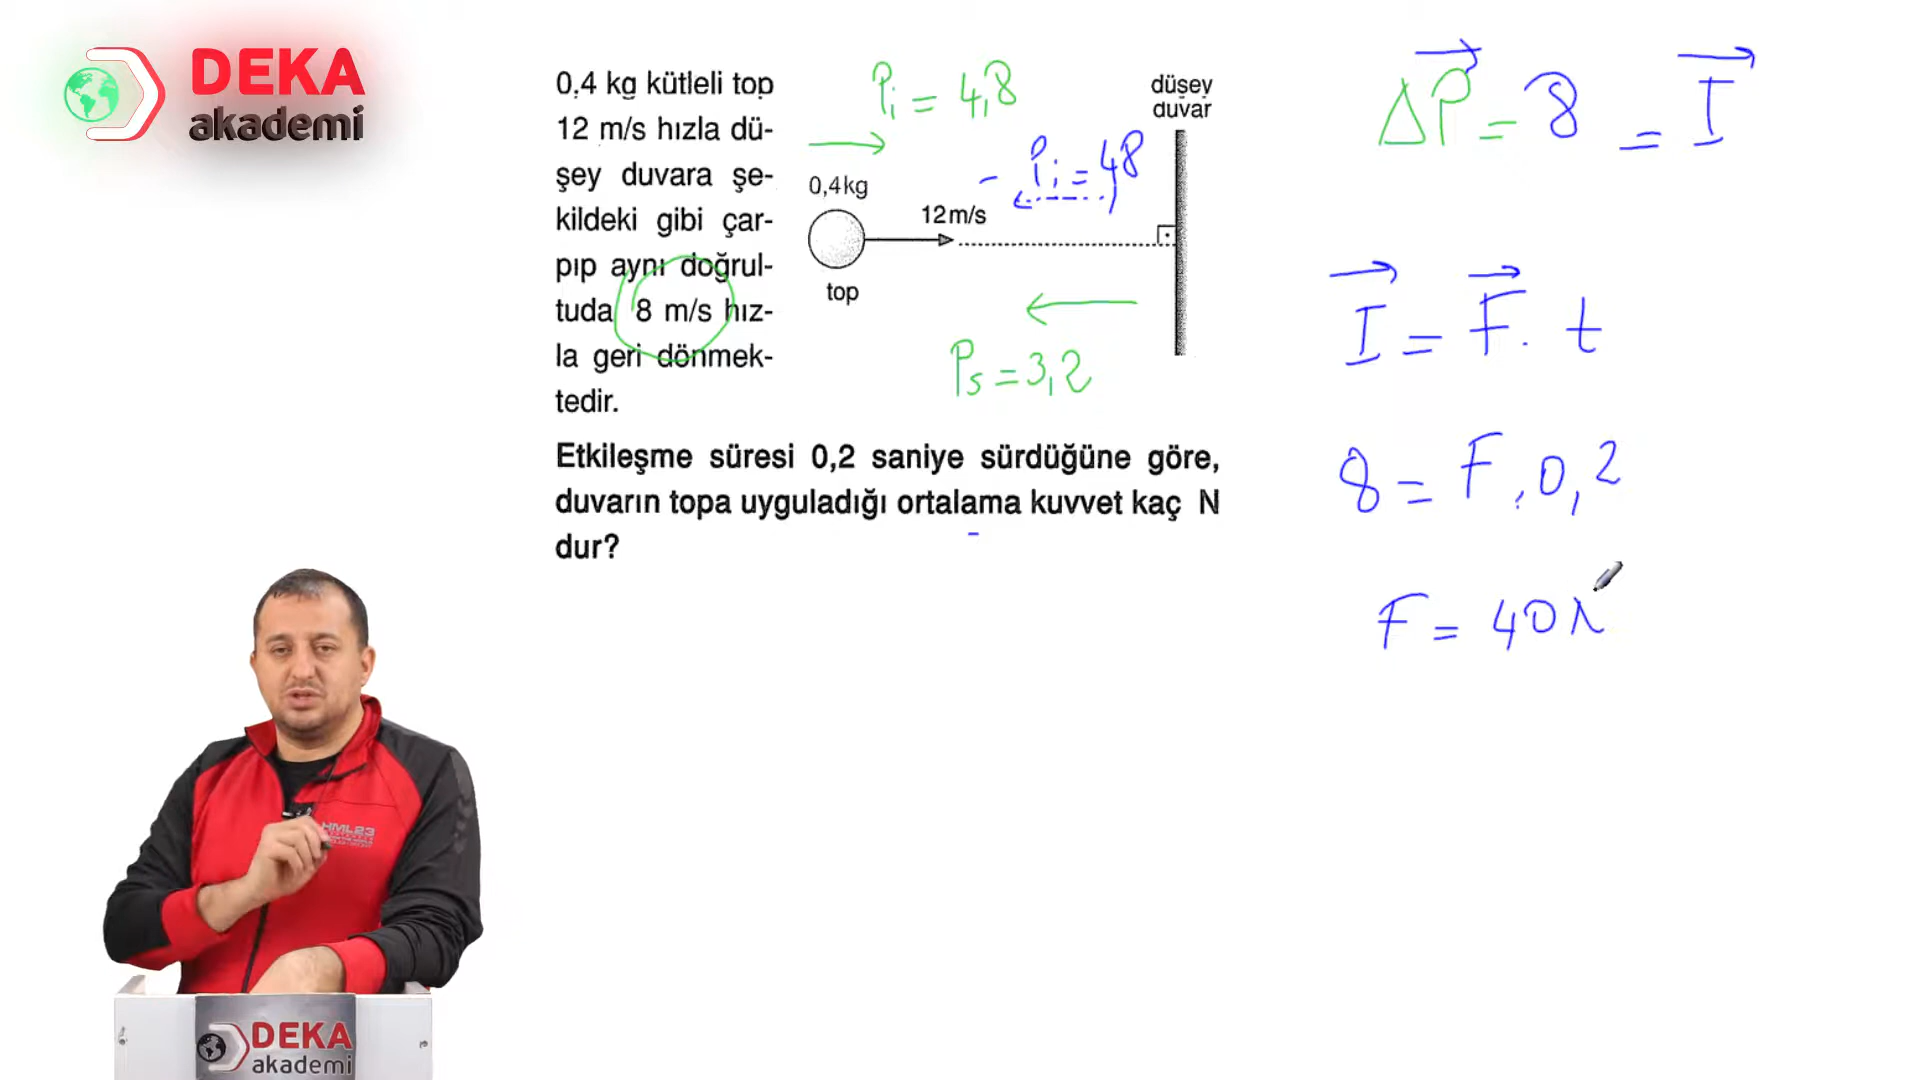 DEKA
akademi
0,4 kg kütleli top
12 m/s hızla dü-
şey duvara şe-
kildeki gibi çar-
pıp aynı doğrul-
tuda 8 m/s hız-
la geri dönmek-
tedir.
Pi = 4,8
- Pi = 4,8
düşey
duvar
0,4kg
12m/s
top
Ps = 3,2
Etkileşme süresi 0,2 saniye sürdüğüne göre,
duvarın topa uyguladığı ortalama kuvvet kaç N
dur?
ΔP = 8 = I
I = F. t
8 = F.0,2
F = 40N
HML23
DEKA
akademi